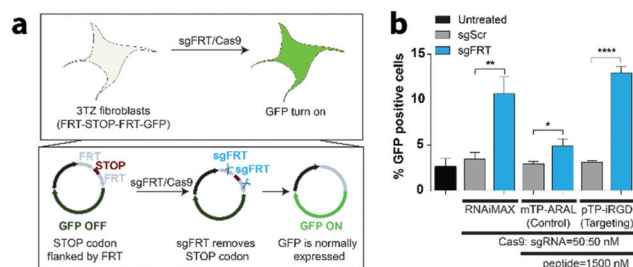 a
sgFRT/Cas9
3TZ fibroblasts
(FRT-STOP-FRT-GFP)
GFP turn on
FRT
STOP
FRT
sgFRT/Cas9
sgFRT
sgFRT
GFP OFF
GFP ON
STOP codon
flanked by FRT
sgFRT removes
STOP codon
GFP is normally
expressed
b
Untreated
sgScr
sgFRT
% GFP positive cells
15
10
5
0
**
*
****
RNAiMAX
mTP-ARAL
(Control)
pTP-iRGD
(Targeting)
Cas9: sgRNA=50:50 nM
peptide=1500 nM